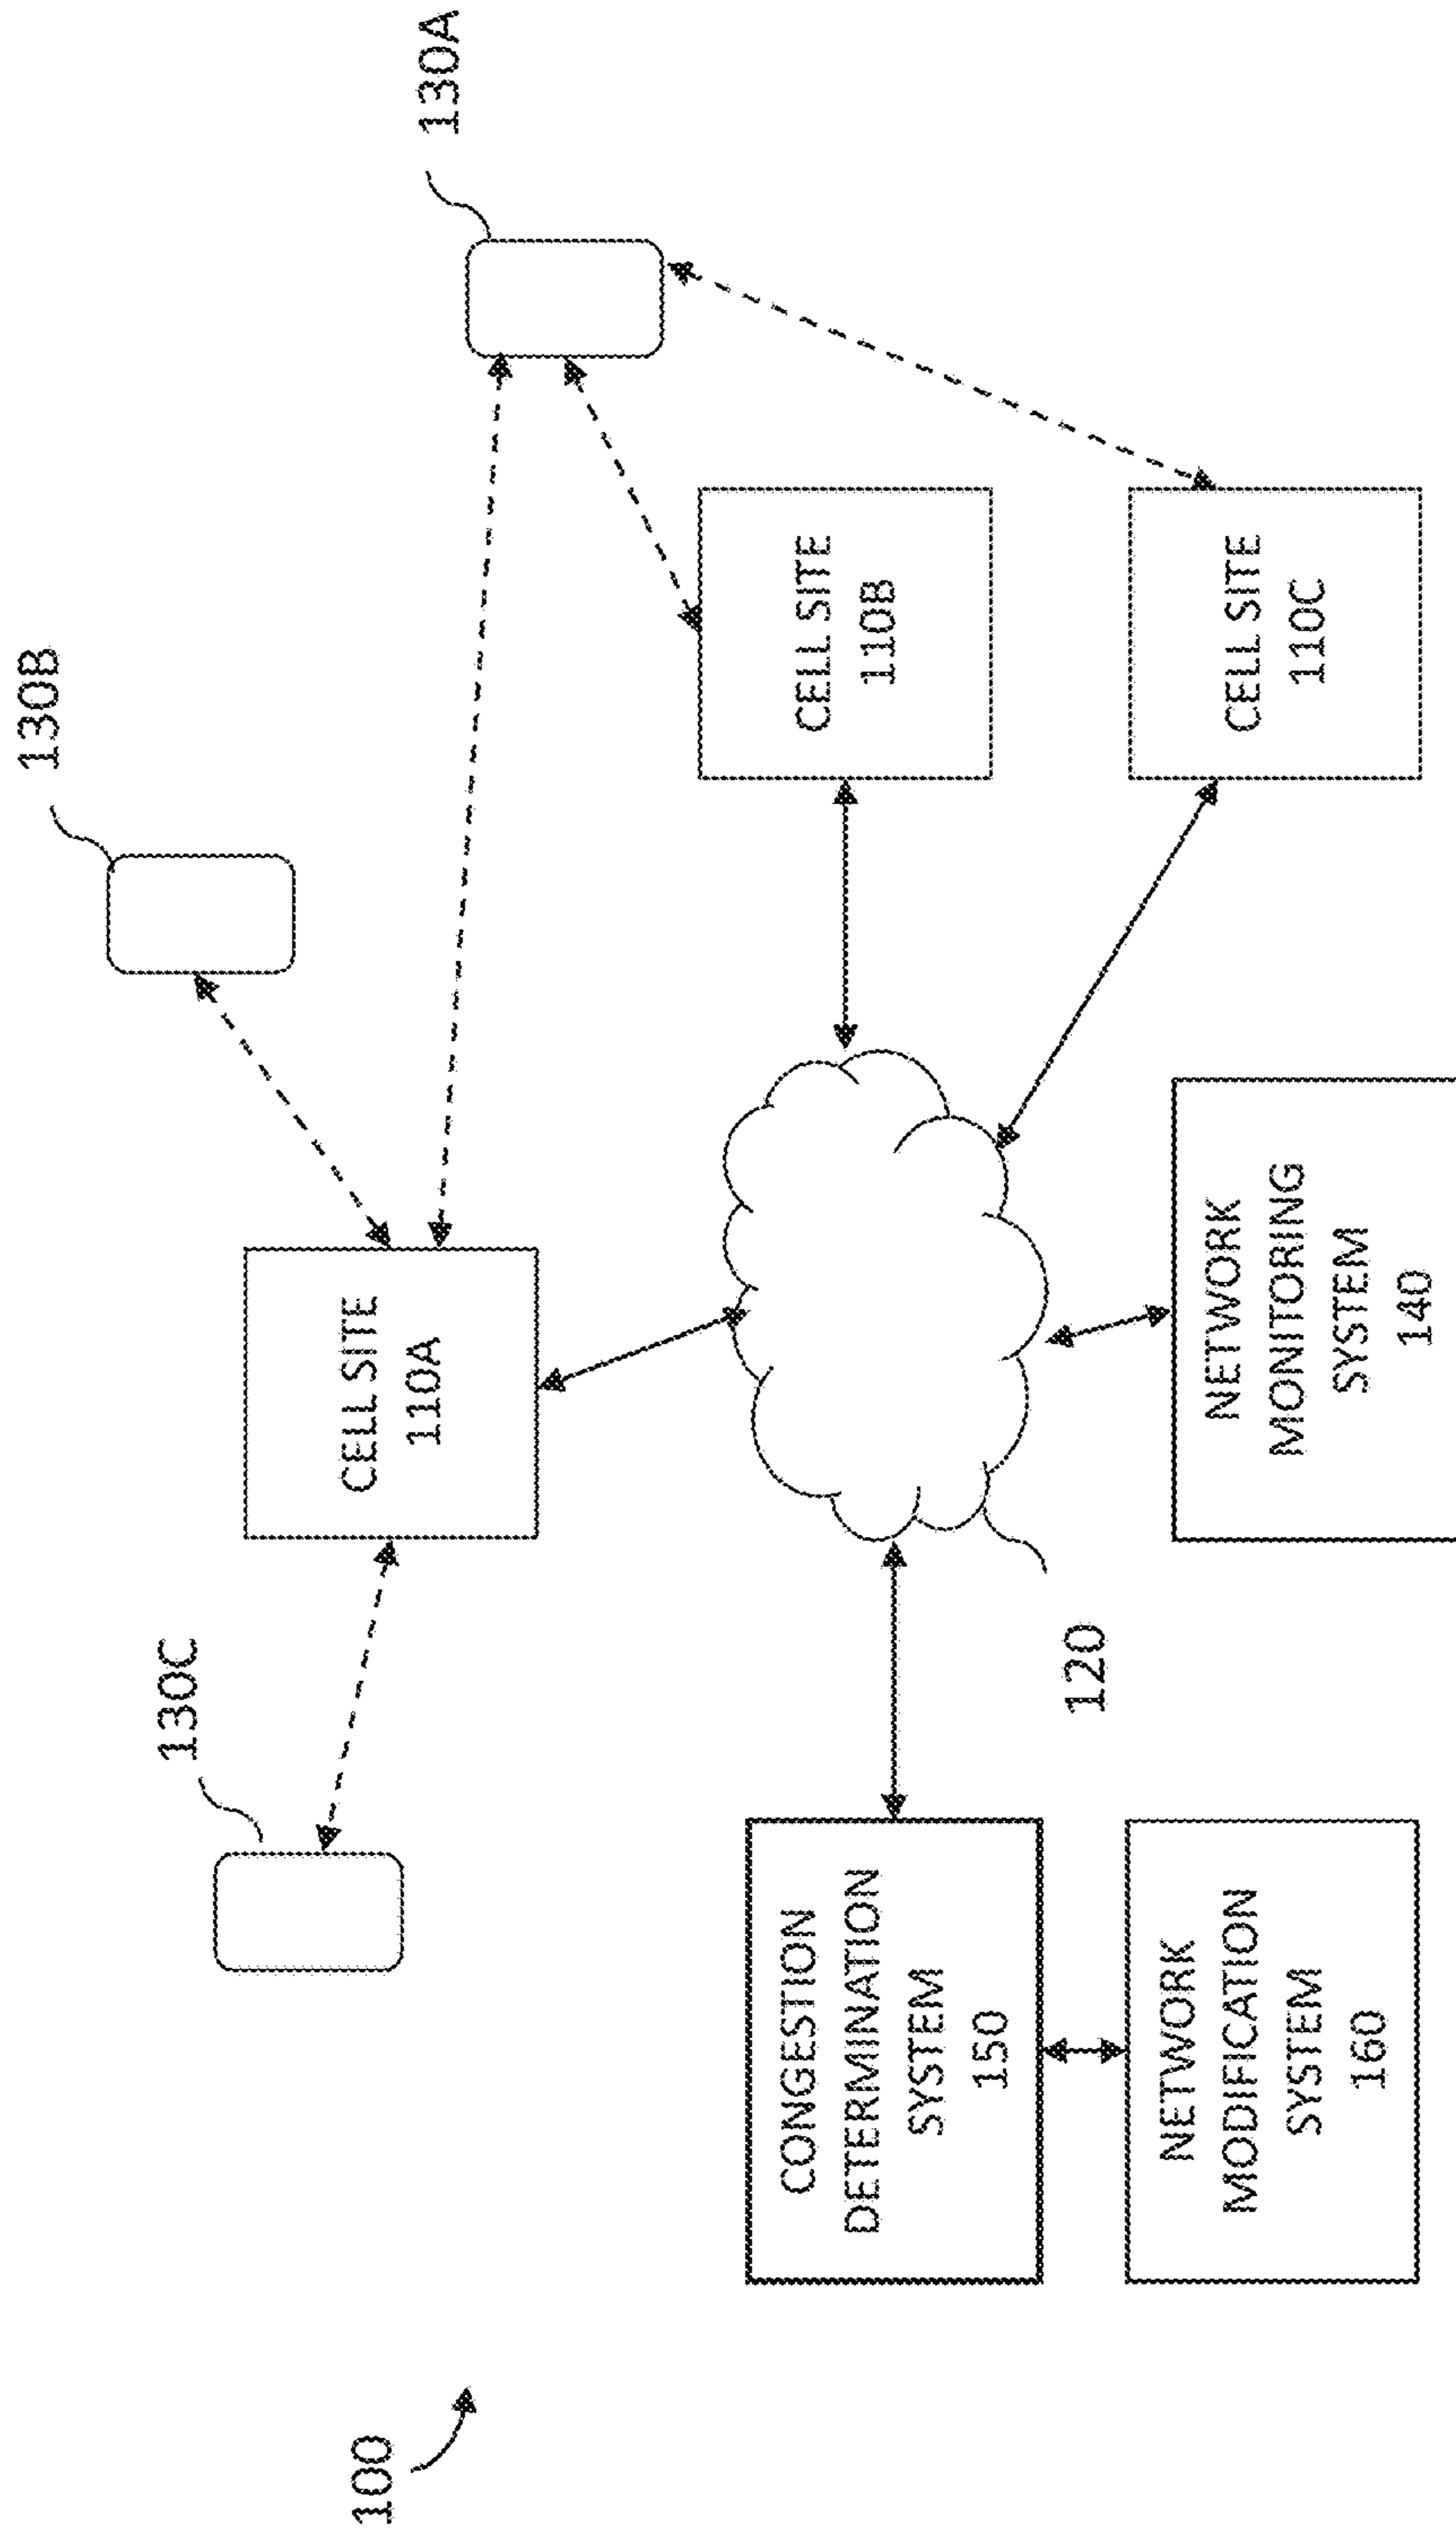 100
130C
130B
130A
CELL SITE
110A
CELL SITE
110B
CELL SITE
110C
120
CONGESTION
DETERMINATION
SYSTEM
150
NETWORK
MODIFICATION
SYSTEM
160
NETWORK
MONITORING
SYSTEM
140